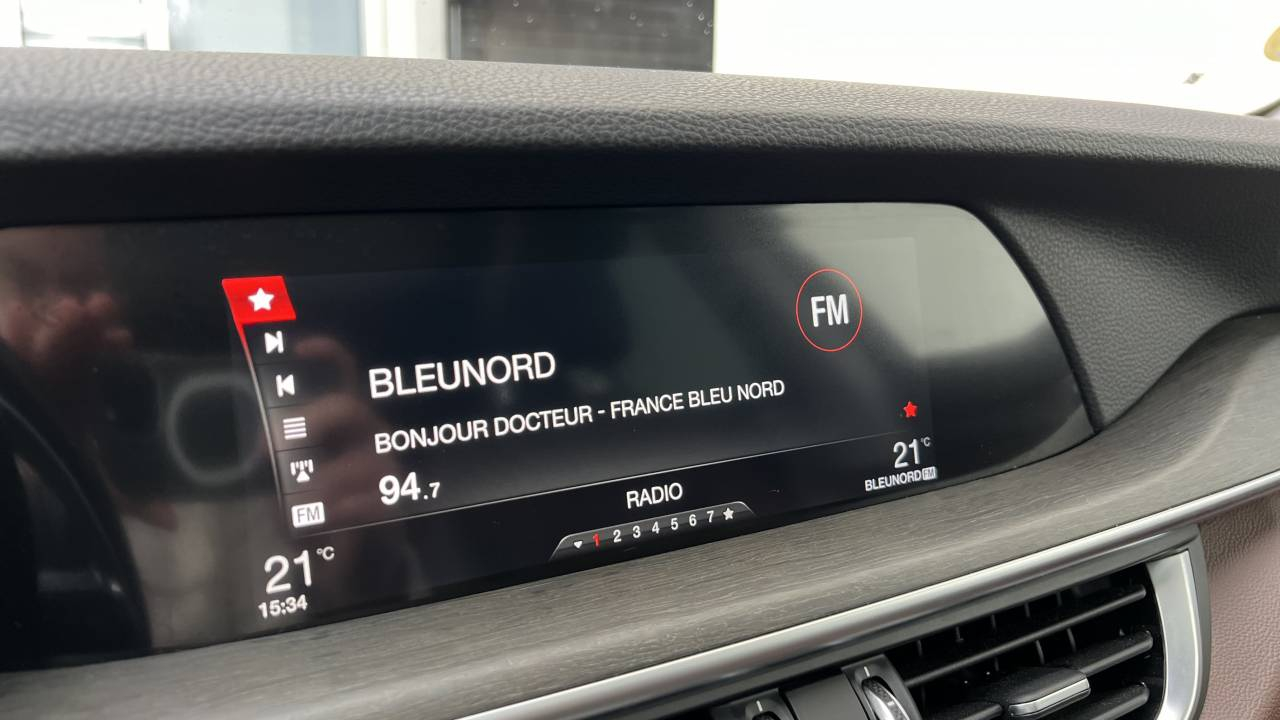 FM
BLEUNORD
BONJOUR DOCTEUR - FRANCE BLEU NORD
94.7
FM
RADIO
1 2 3 4 5 6 7
21°C
BLEUNORD FM
21°C
15:34